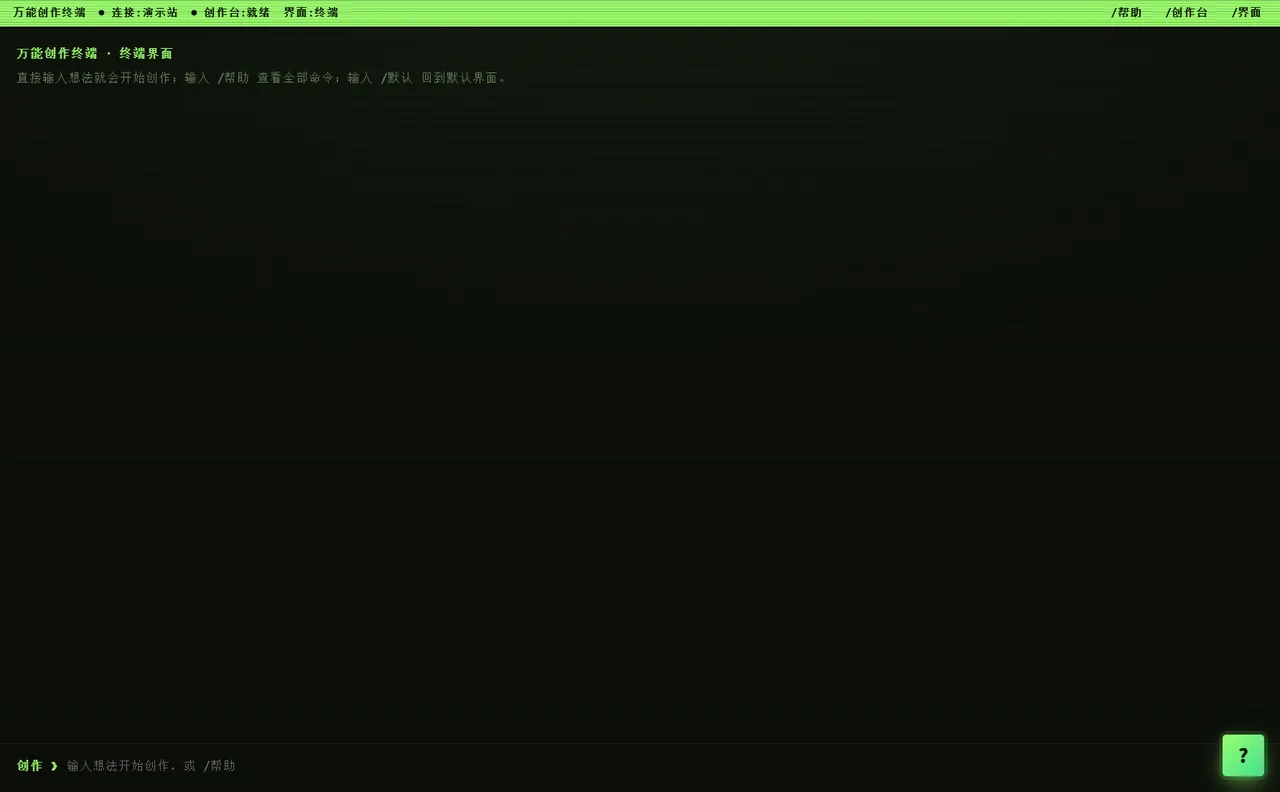 万能创作终端 ● 连接:演示站 ● 创作台:就绪 界面:终端 /帮助 /创作台 /界面
万能创作终端 · 终端界面
直接输入想法就会开始创作；输入 /帮助 查看全部命令；输入 /默认 回到默认界面。
创作 ❯ 输入想法开始创作，或 /帮助
?